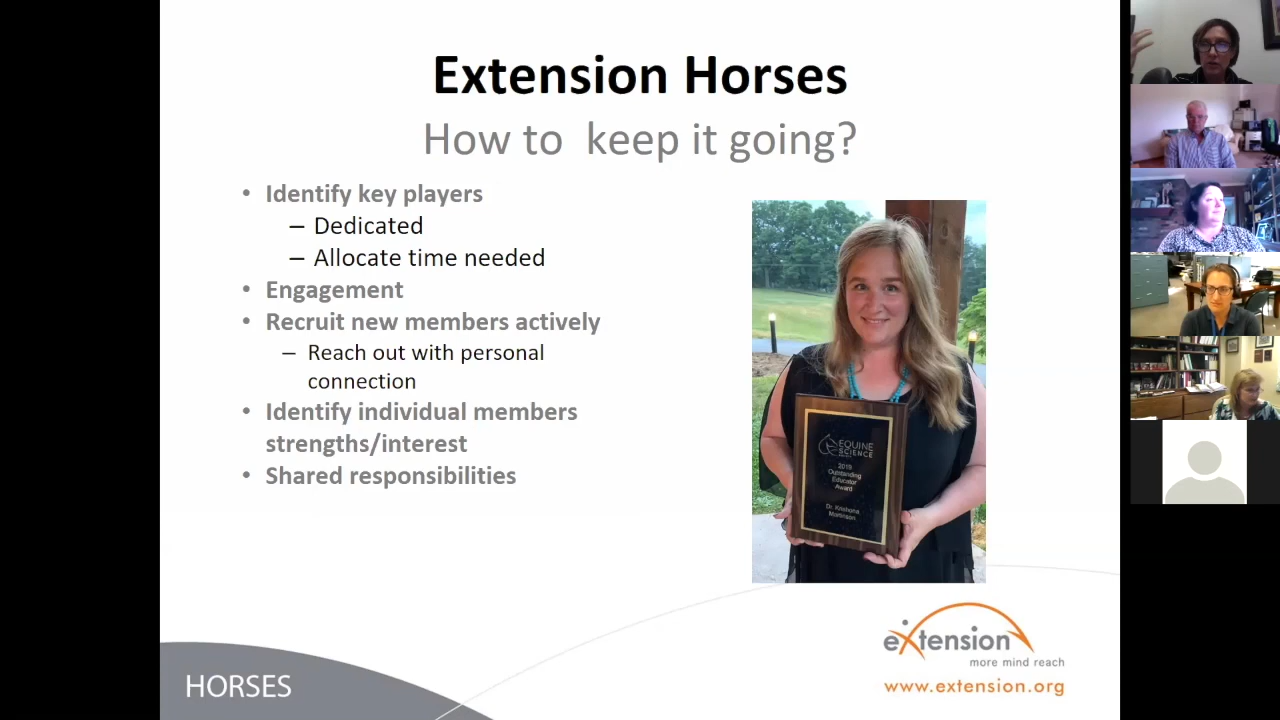 Extension Horses
How to keep it going?
• Identify key players
– Dedicated
– Allocate time needed
• Engagement
• Recruit new members actively
– Reach out with personal
connection
• Identify individual members
strengths/interest
• Shared responsibilities
EQUINE
SCIENCE
2019
Outstanding
Educator
Award
Dr. Krishona
Martinson
HORSES
eXtension
more mind reach
www.extension.org